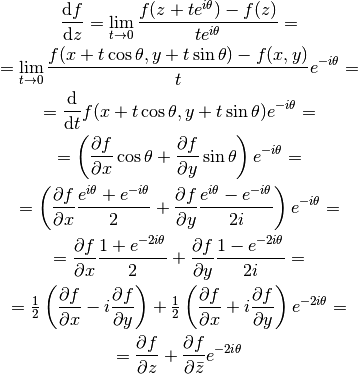 \frac{\mathrm{d}f}{\mathrm{d}z} = \lim_{t \to 0} \frac{f(z + te^{i\theta}) - f(z)}{te^{i\theta}} =
= \lim_{t \to 0} \frac{f(x + t\cos\theta, y + t\sin\theta) - f(x, y)}{t} e^{-i\theta} =
= \frac{\mathrm{d}}{\mathrm{d}t} f(x + t\cos\theta, y + t\sin\theta) e^{-i\theta} =
= \left( \frac{\partial f}{\partial x} \cos\theta + \frac{\partial f}{\partial y} \sin\theta \right) e^{-i\theta} =
= \left( \frac{\partial f}{\partial x} \frac{e^{i\theta} + e^{-i\theta}}{2} + \frac{\partial f}{\partial y} \frac{e^{i\theta} - e^{-i\theta}}{2i} \right) e^{-i\theta} =
= \frac{\partial f}{\partial x} \frac{1 + e^{-2i\theta}}{2} + \frac{\partial f}{\partial y} \frac{1 - e^{-2i\theta}}{2i} =
= \frac{1}{2} \left( \frac{\partial f}{\partial x} - i \frac{\partial f}{\partial y} \right) + \frac{1}{2} \left( \frac{\partial f}{\partial x} + i \frac{\partial f}{\partial y} \right) e^{-2i\theta} =
= \frac{\partial f}{\partial z} + \frac{\partial f}{\partial \bar{z}} e^{-2i\theta}